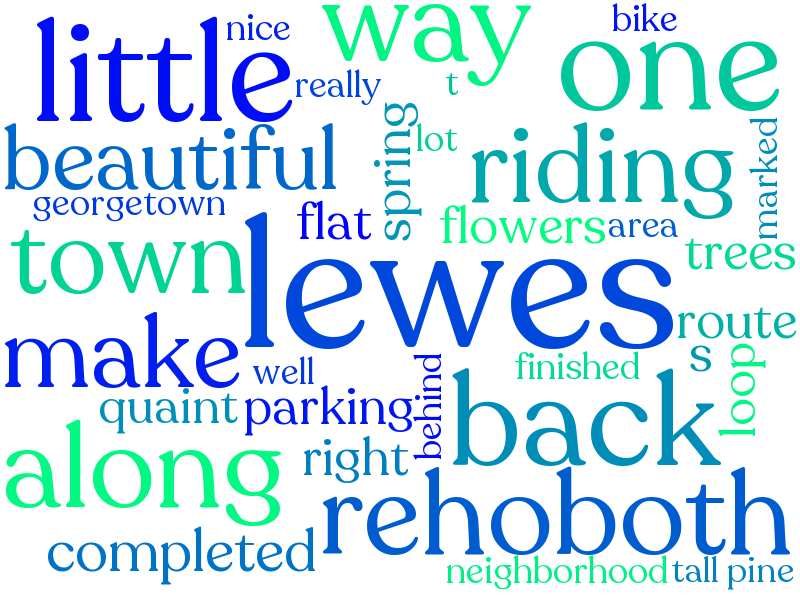 little
nice
way
bike
one
really
t
beautiful
spring
lot
riding
marked
georgetown
flat
flowers
area
town
lewes
trees
make
well
route
s
finished
loop
quaint
parking
behind
back
along
right
rehoboth
completed
neighborhood
tall pine